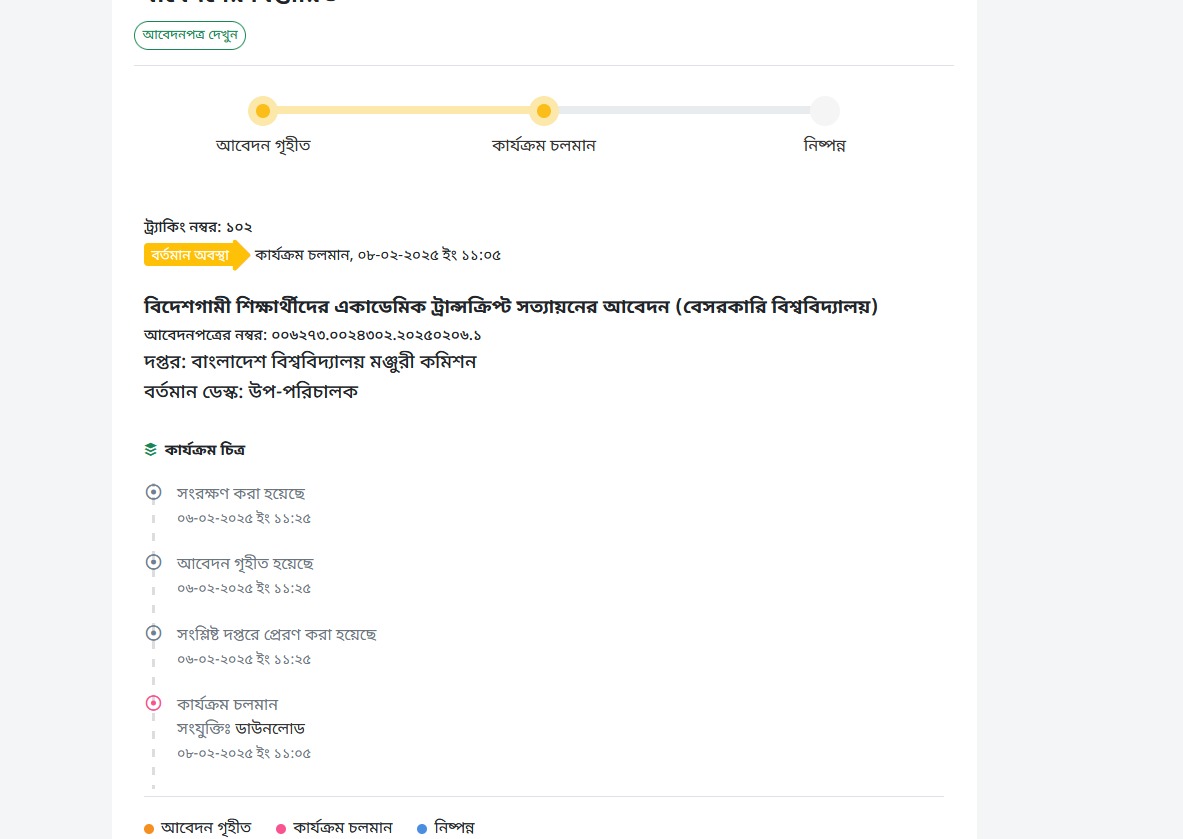 আবেদনপত্র দেখুন
আবেদন গৃহীত
কার্যক্রম চলমান
নিষ্পন্ন
ট্র্যাকিং নম্বর: ১০২
বর্তমান অবস্থা কার্যক্রম চলমান, ০৮-০২-২০২৫ ইং ১১:০৫
বিদেশগামী শিক্ষার্থীদের একাডেমিক ট্রান্সক্রিপ্ট সত্যায়নের আবেদন (বেসরকারি বিশ্ববিদ্যালয়)
আবেদনপত্রের নম্বর: ০০৬২৭৩.০০২৪৩০২.২০২৫০২০৬.১
দপ্তর: বাংলাদেশ বিশ্ববিদ্যালয় মঞ্জুরী কমিশন
বর্তমান ডেস্ক: উপ-পরিচালক
কার্যক্রম চিত্র
সংরক্ষণ করা হয়েছে
০৬-০২-২০২৫ ইং ১১:২৫
আবেদন গৃহীত হয়েছে
০৬-০২-২০২৫ ইং ১১:২৫
সংশ্লিষ্ট দপ্তরে প্রেরণ করা হয়েছে
০৬-০২-২০২৫ ইং ১১:২৫
কার্যক্রম চলমান
সংযুক্তিঃ ডাউনলোড
০৮-০২-২০২৫ ইং ১১:০৫
আবেদন গৃহীত কার্যক্রম চলমান নিষ্পন্ন